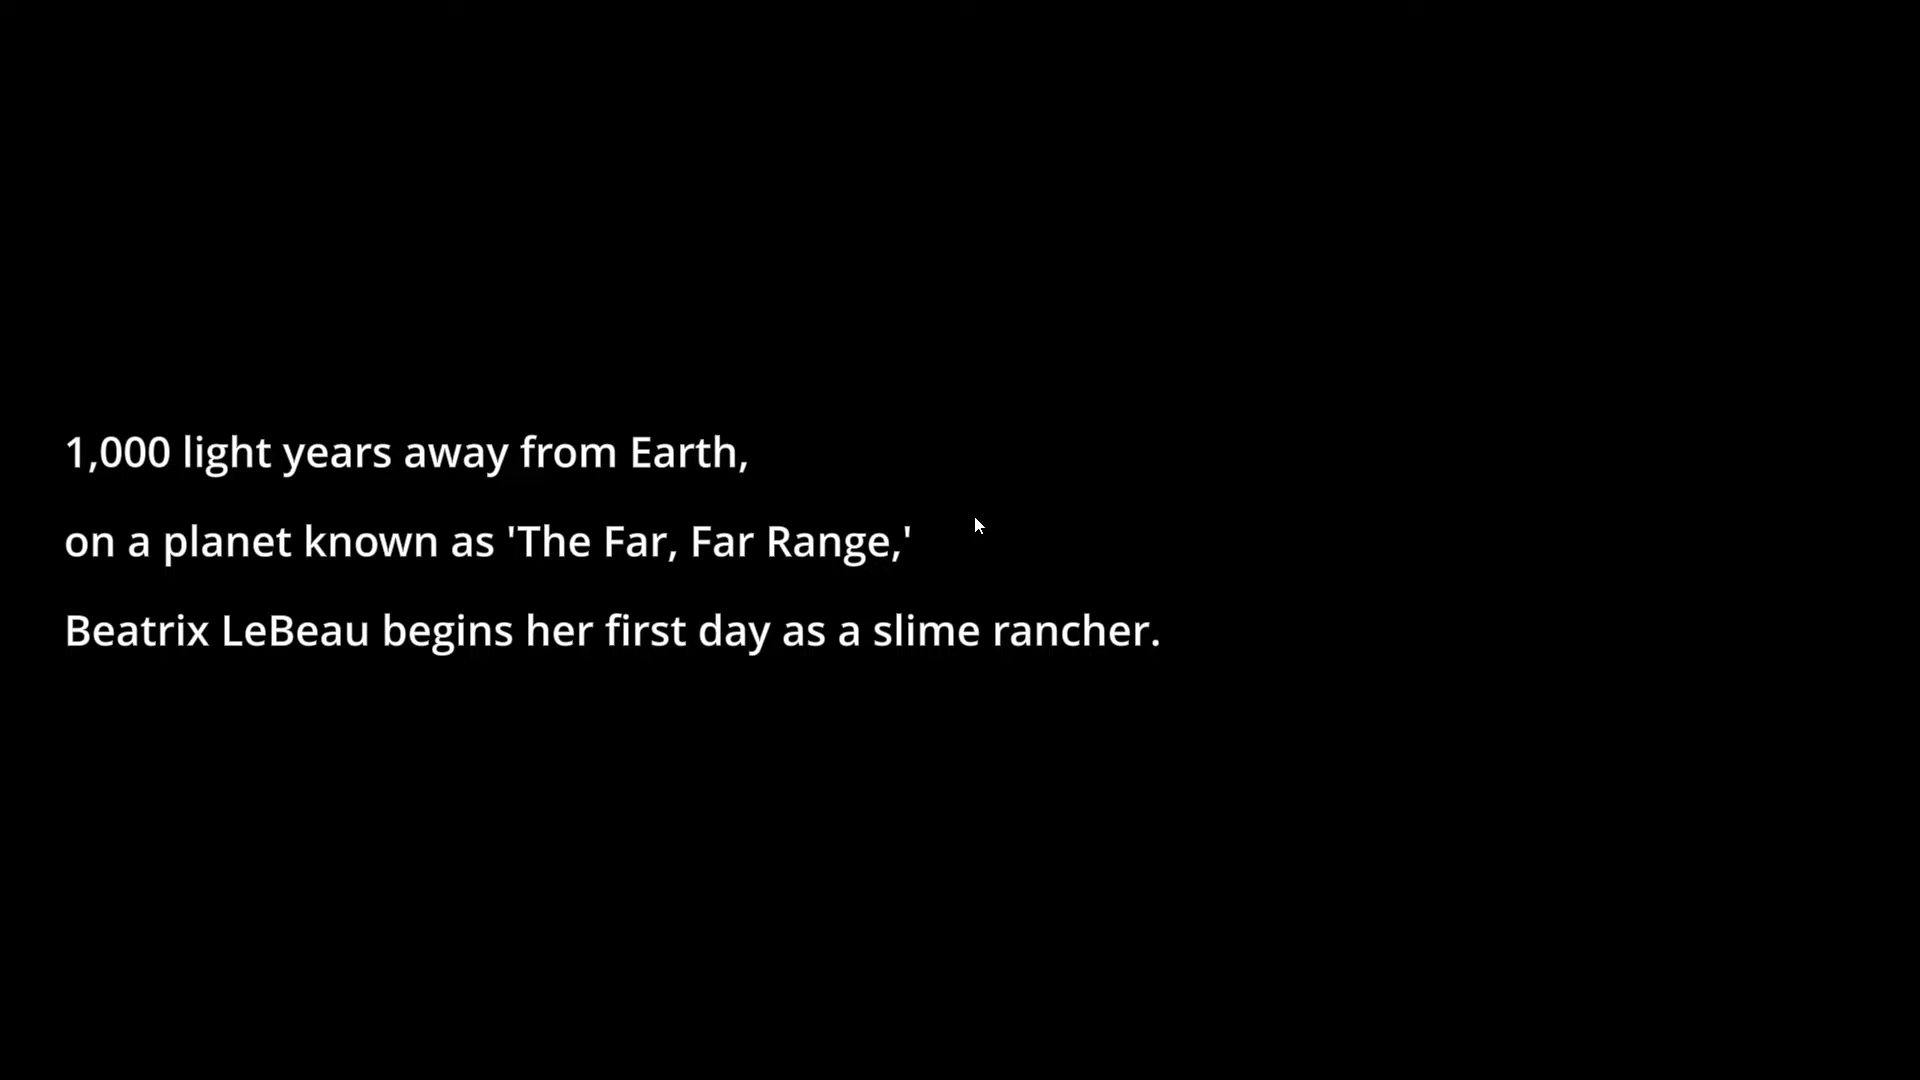 1,000 light years away from Earth,
on a planet known as 'The Far, Far Range,'
Beatrix LeBeau begins her first day as a slime rancher.